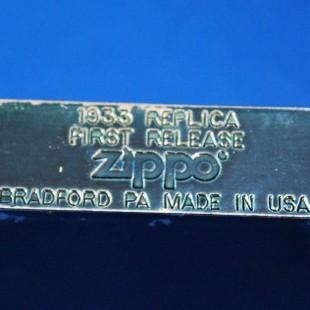 1933 REPLICA
FIRST RELEASE
Zippo®
BRADFORD PA MADE IN USA